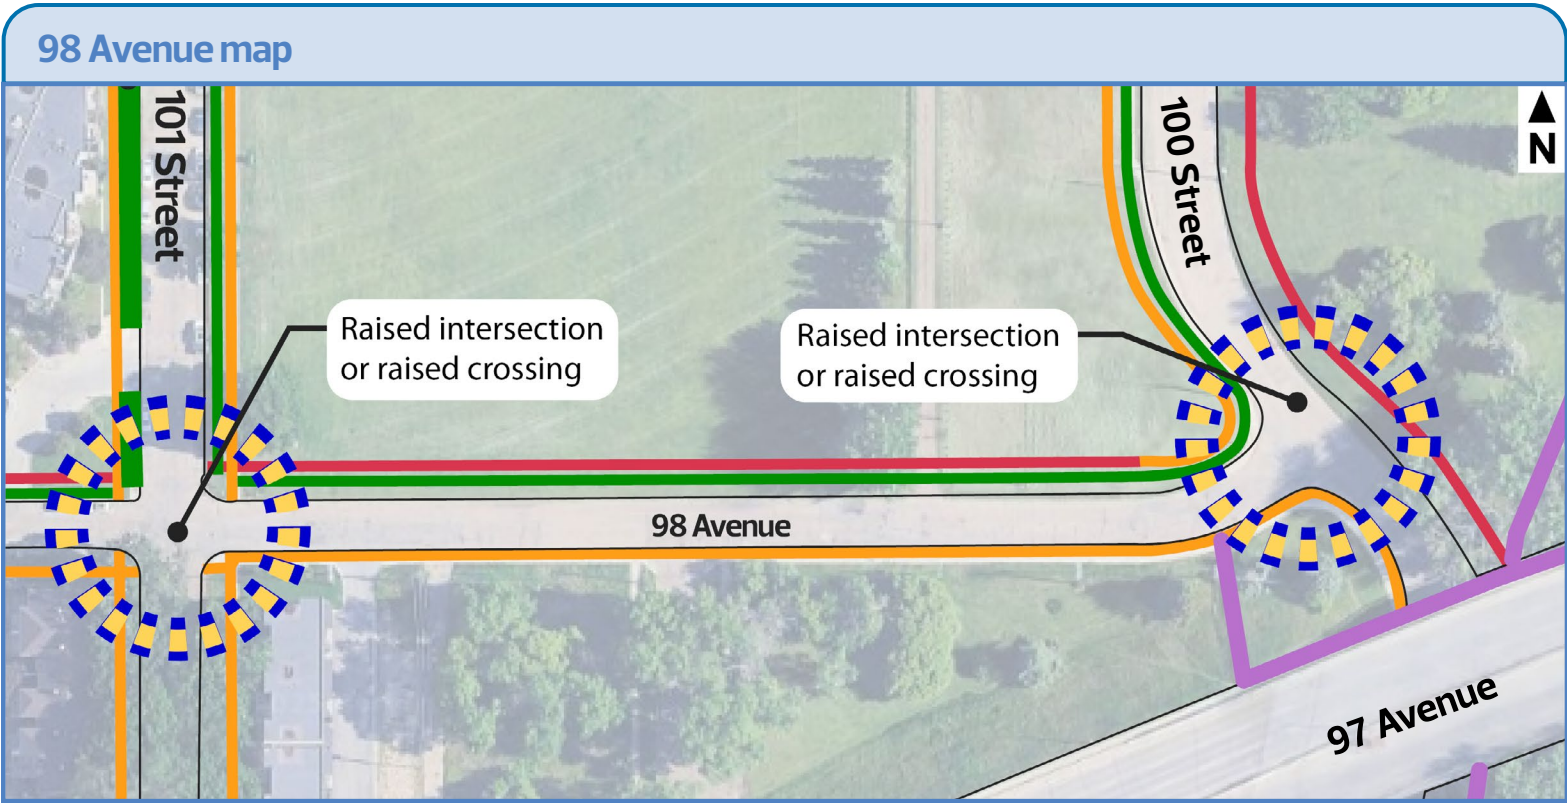 98 Avenue map
101 Street
100 Street
N
Raised intersection
or raised crossing
Raised intersection
or raised crossing
98 Avenue
97 Avenue